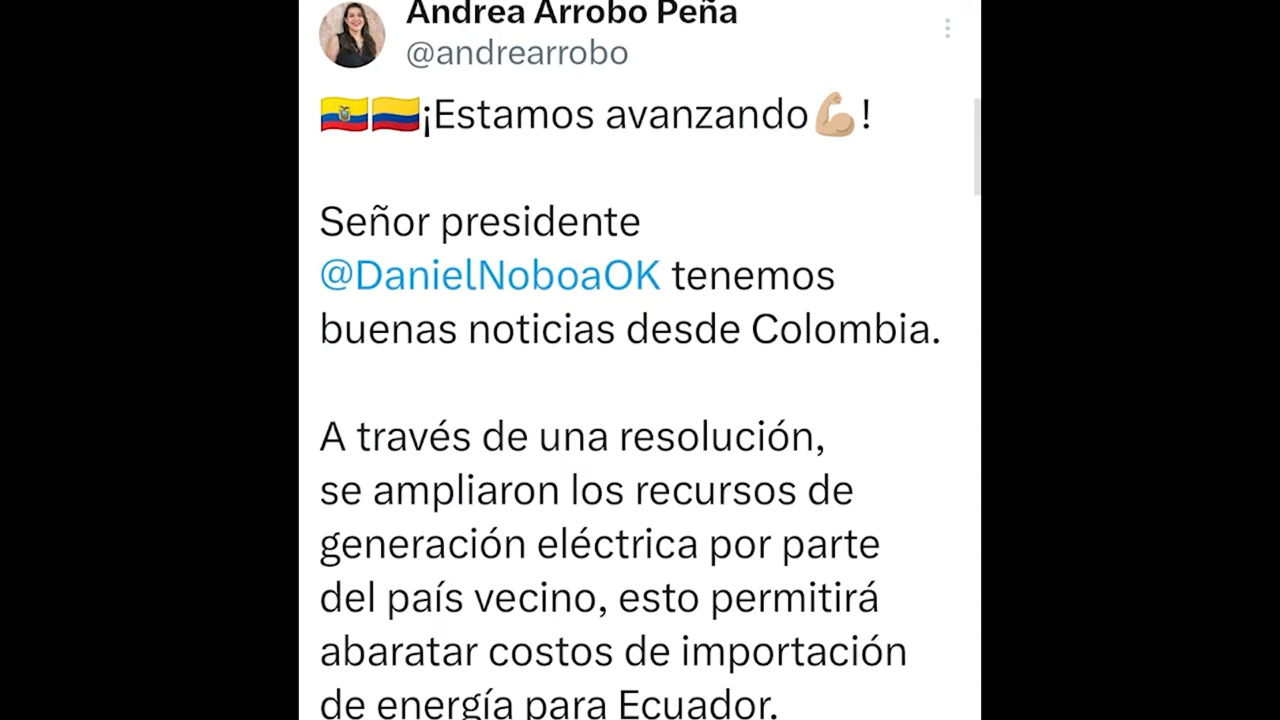 Andrea Arrobo Peña
@andrearrobo
🇪🇨🇨🇴¡Estamos avanzando💪🏼!
Señor presidente
@DanielNoboaOK tenemos
buenas noticias desde Colombia.
A través de una resolución,
se ampliaron los recursos de
generación eléctrica por parte
del país vecino, esto permitirá
abaratar costos de importación
de energía para Ecuador.